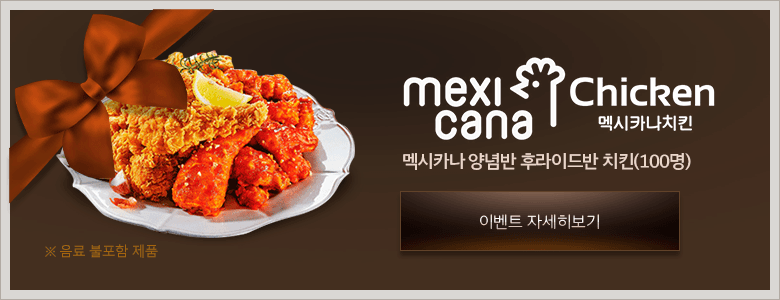 mexi
cana
Chicken
멕시카나치킨
멕시카나 양념반 후라이드반 치킨(100명)
이벤트 자세히보기
※ 음료 불포함 제품